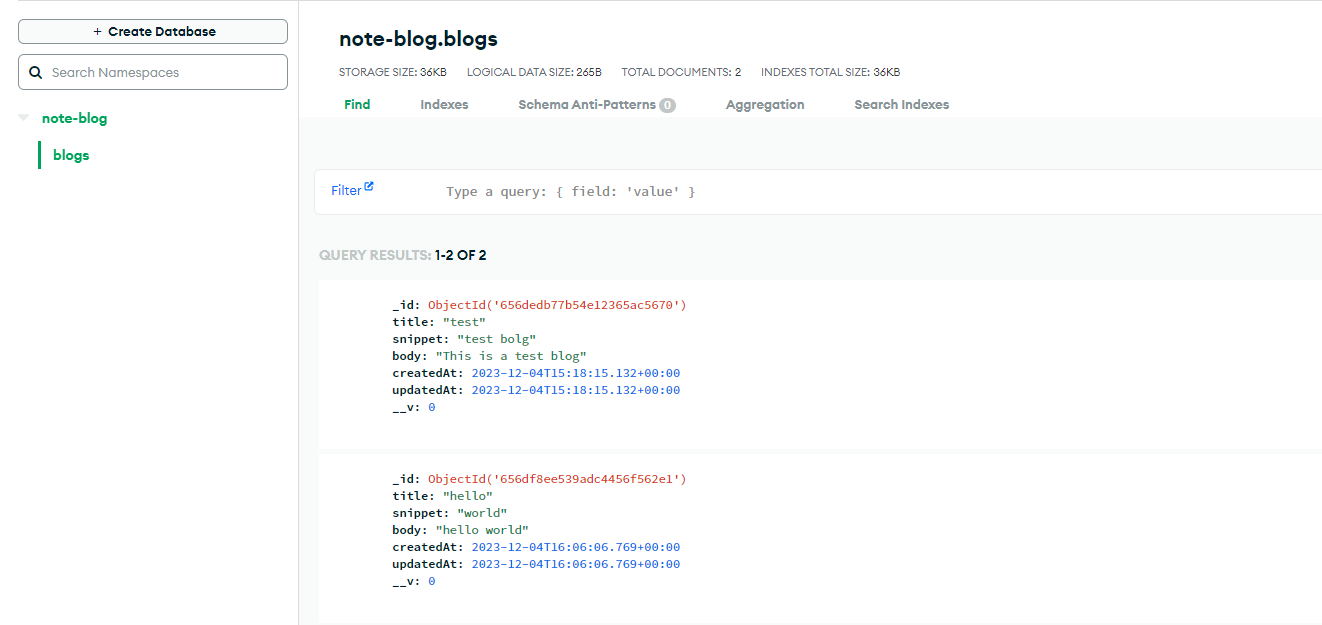 + Create Database
Search Namespaces
note-blog
blogs
note-blog.blogs
STORAGE SIZE: 36KB LOGICAL DATA SIZE: 265B TOTAL DOCUMENTS: 2 INDEXES TOTAL SIZE: 36KB
Find Indexes Schema Anti-Patterns 0 Aggregation Search Indexes
Filter Type a query: { field: 'value' }
QUERY RESULTS: 1-2 OF 2
_id: ObjectId('656dedb77b54e12365ac5670')
title: "test"
snippet: "test bolg"
body: "This is a test blog"
createdAt: 2023-12-04T15:18:15.132+00:00
updatedAt: 2023-12-04T15:18:15.132+00:00
__v: 0
_id: ObjectId('656df8ee539adc4456f562e1')
title: "hello"
snippet: "world"
body: "hello world"
createdAt: 2023-12-04T16:06:06.769+00:00
updatedAt: 2023-12-04T16:06:06.769+00:00
__v: 0